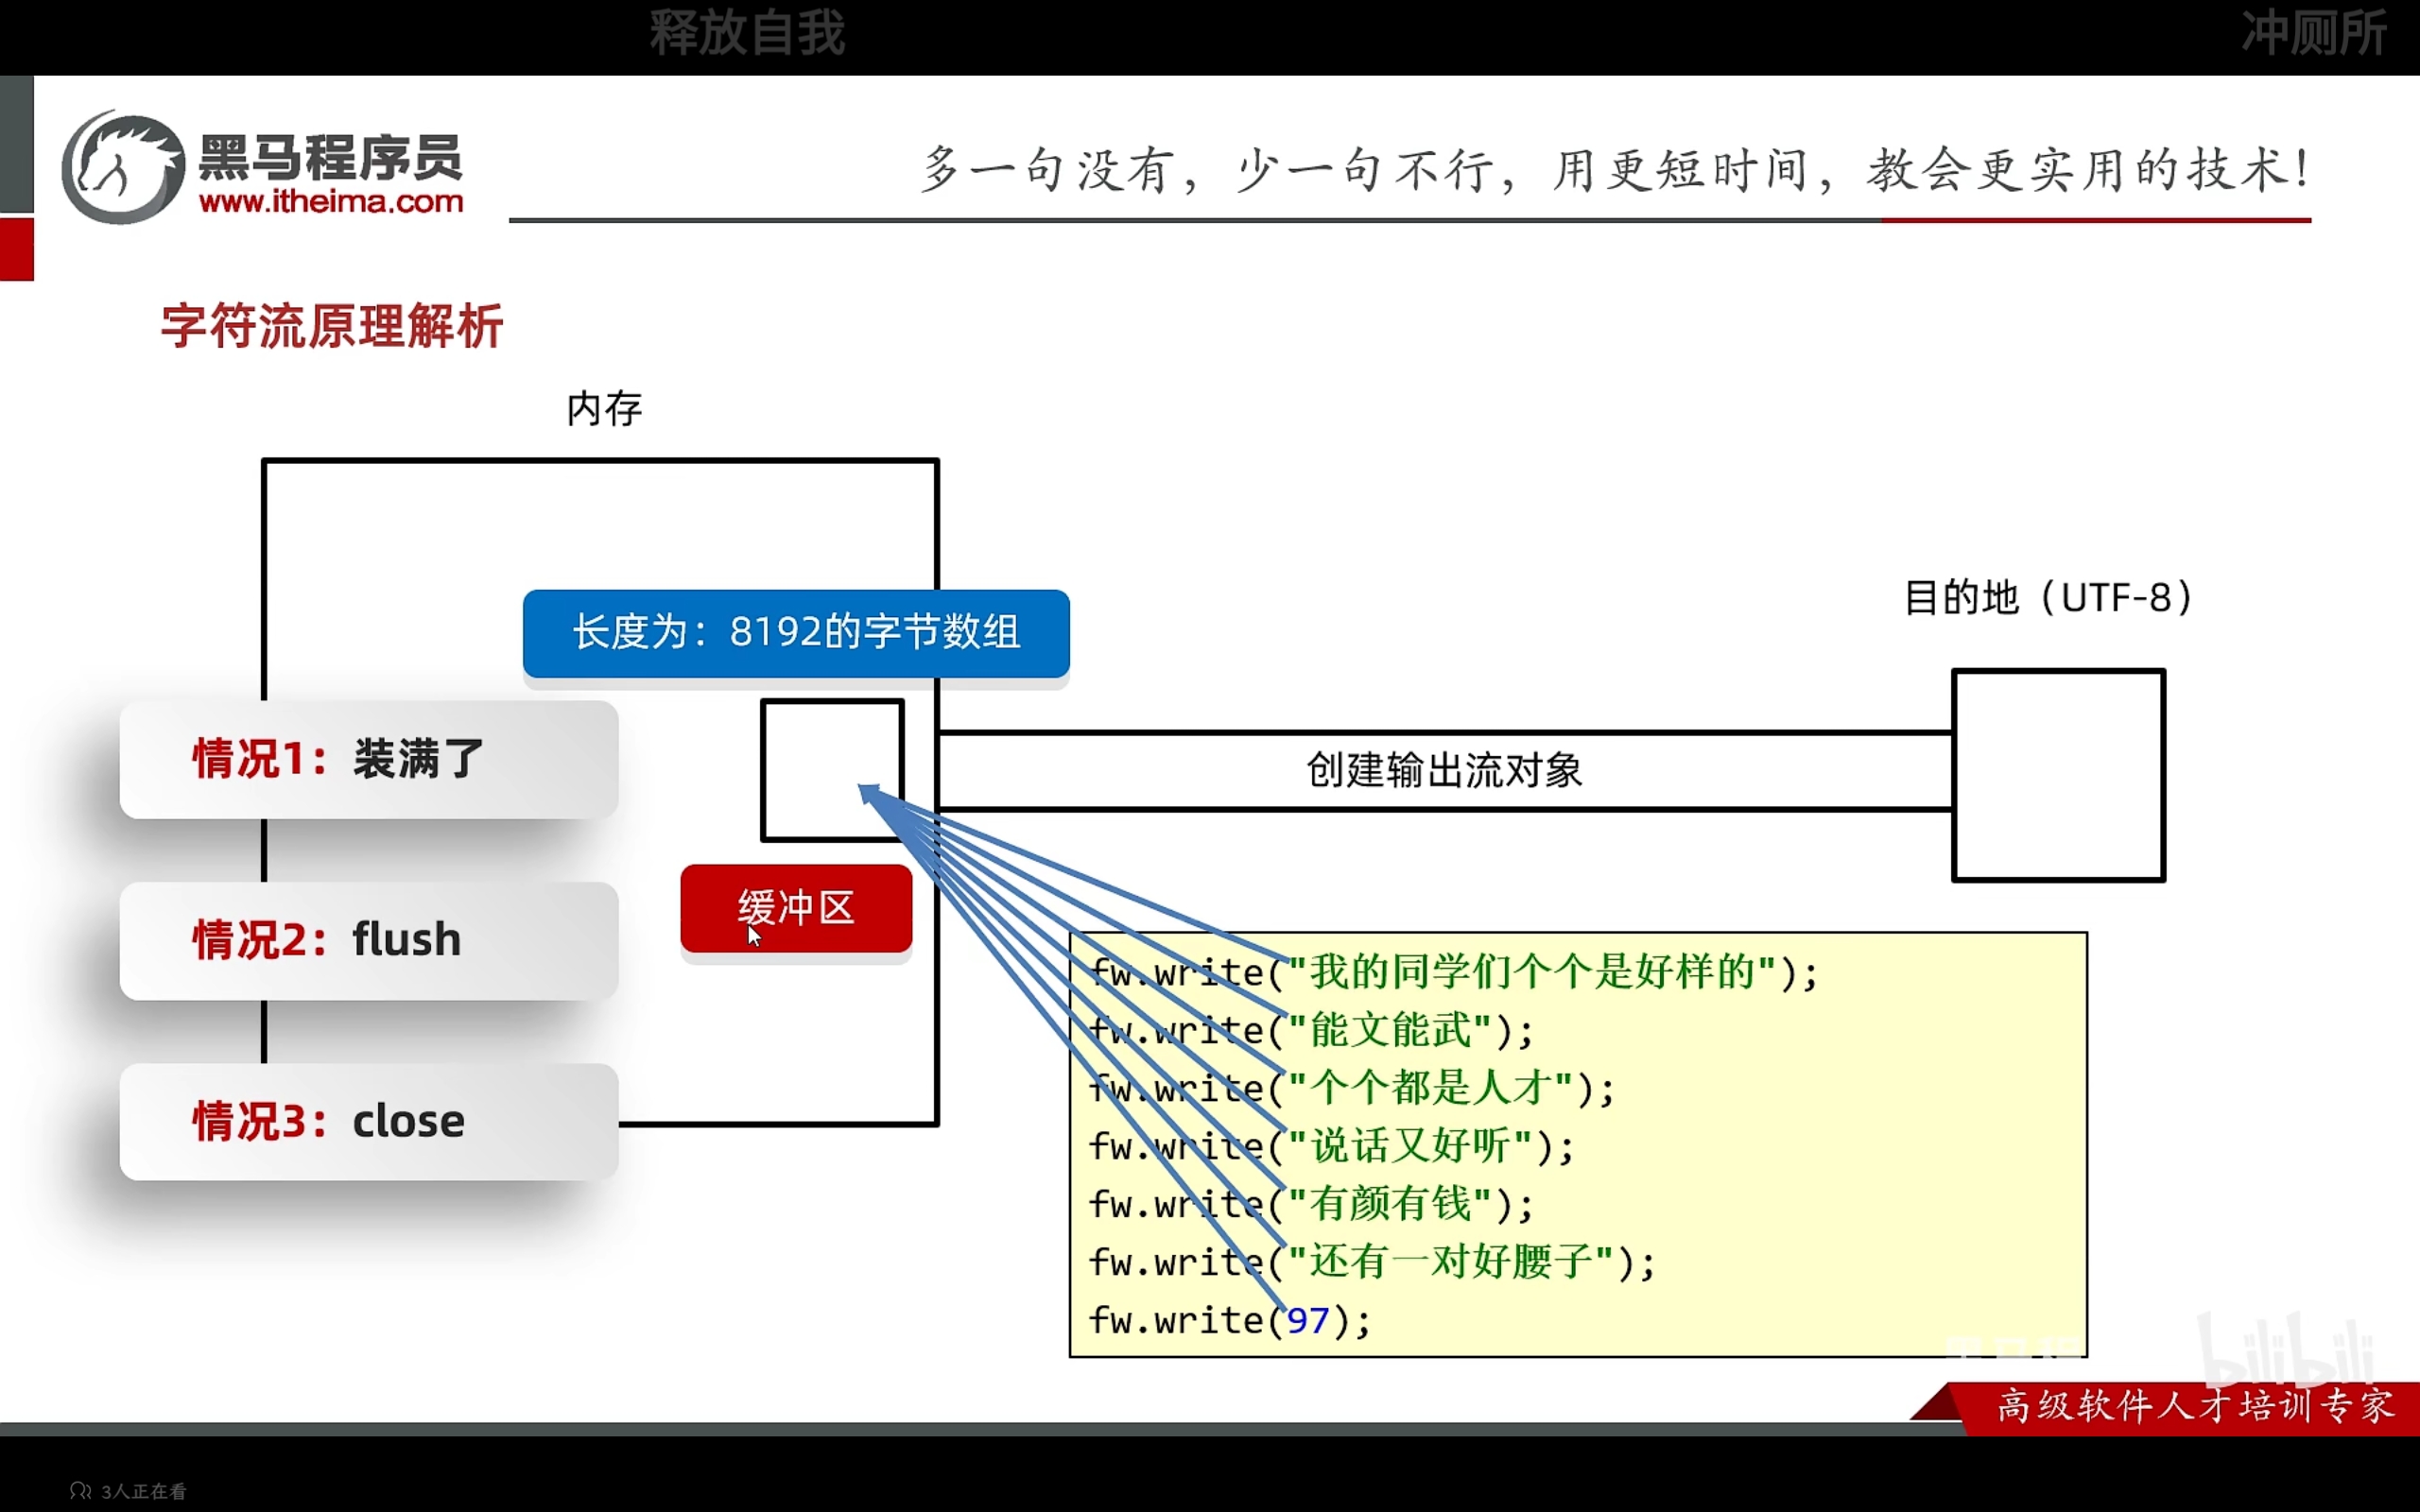 释放自我
冲厕所
黑马程序员
www.itheima.com
多一句没有，少一句不行，用更短时间，教会更实用的技术！
字符流原理解析
内存
长度为：8192的字节数组
目的地（UTF-8）
情况1：装满了
创建输出流对象
缓冲区
情况2：flush
情况3：close
fw.write("我的同学们个个是好样的");
fw.write("能文能武");
fw.write("个个都是人才");
fw.write("说话又好听");
fw.write("有颜有钱");
fw.write("还有一对好腰子");
fw.write(97);
bilibili
高级软件人才培训专家
3人正在看